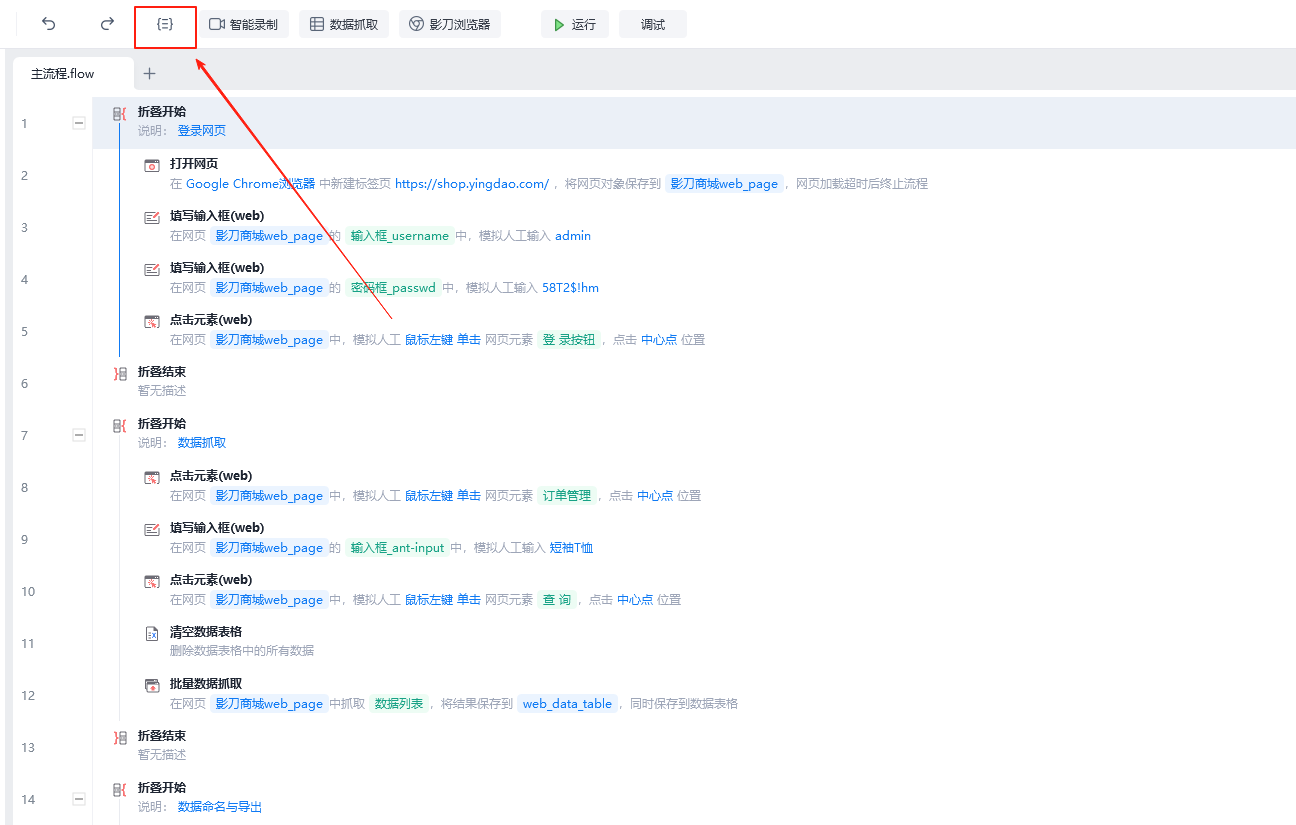 智能录制 数据抓取 影刀浏览器 运行 调试
主流程.flow
1 折叠开始
说明： 登录网页
2 打开网页
在 Google Chrome浏览器 中新建标签页 https://shop.yingdao.com/ ，将网页对象保存到 影刀商城web_page ，网页加载超时后终止流程
3 填写输入框(web)
在网页 影刀商城web_page 的 输入框_username 中，模拟人工输入 admin
4 填写输入框(web)
在网页 影刀商城web_page 的 密码框_passwd 中，模拟人工输入 58T2$!hm
5 点击元素(web)
在网页 影刀商城web_page 中，模拟人工 鼠标左键 单击 网页元素 登 录按钮 ，点击 中心点 位置
6 折叠结束
暂无描述
7 折叠开始
说明： 数据抓取
8 点击元素(web)
在网页 影刀商城web_page 中，模拟人工 鼠标左键 单击 网页元素 订单管理 ，点击 中心点 位置
9 填写输入框(web)
在网页 影刀商城web_page 的 输入框_ant-input 中，模拟人工输入 短袖T恤
10 点击元素(web)
在网页 影刀商城web_page 中，模拟人工 鼠标左键 单击 网页元素 查 询 ，点击 中心点 位置
11 清空数据表格
删除数据表格中的所有数据
12 批量数据抓取
在网页 影刀商城web_page 中抓取 数据列表 ，将结果保存到 web_data_table ，同时保存到数据表格
13 折叠结束
暂无描述
14 折叠开始
说明： 数据命名与导出